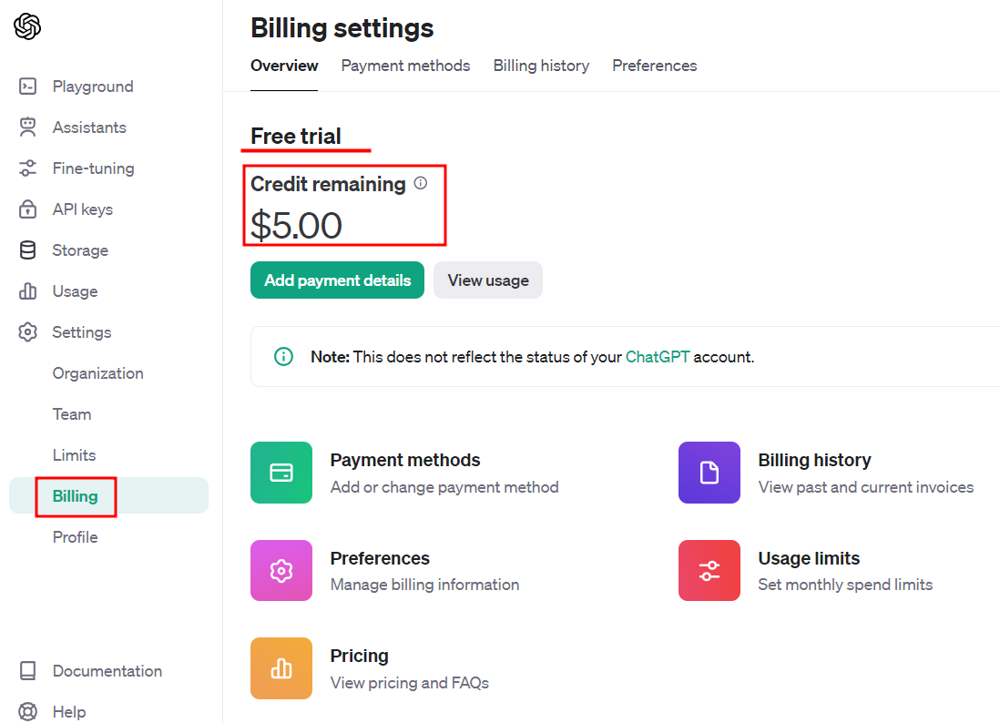 Playground
Assistants
Fine-tuning
API keys
Storage
Usage
Settings
Organization
Team
Limits
Billing
Profile
Documentation
Help
Billing settings
Overview Payment methods Billing history Preferences
Free trial
Credit remaining
$5.00
Add payment details View usage
Note: This does not reflect the status of your ChatGPT account.
Payment methods
Add or change payment method
Billing history
View past and current invoices
Preferences
Manage billing information
Usage limits
Set monthly spend limits
Pricing
View pricing and FAQs